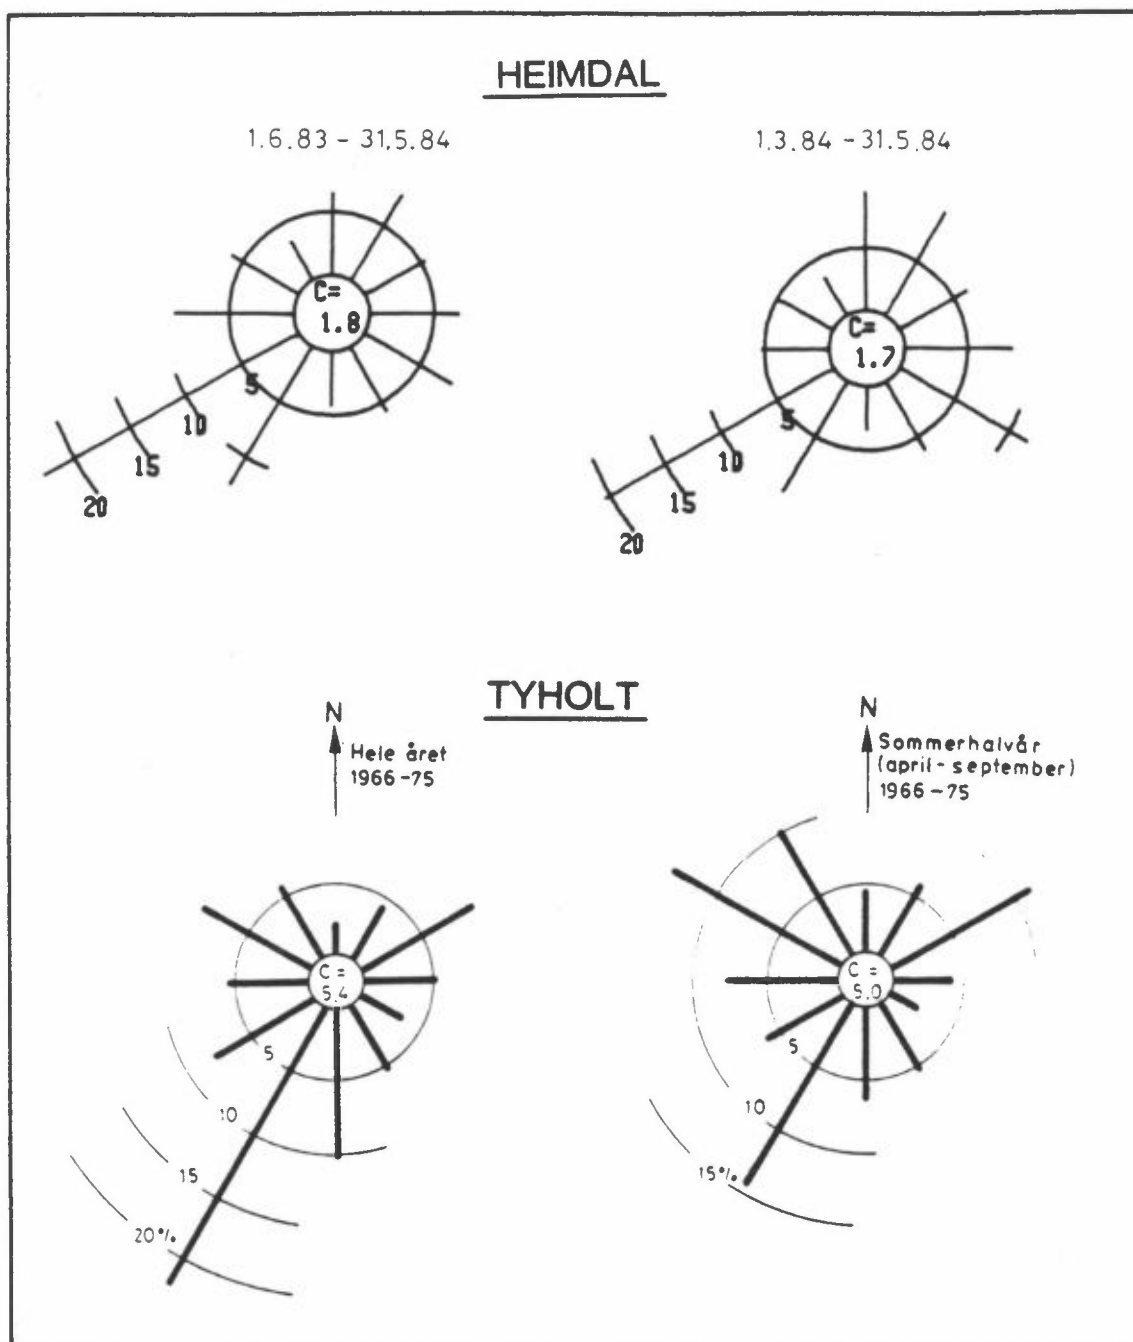 HEIMDAL
1.6.83 - 31.5.84
1.3.84 - 31.5.84
C=
1.8
5
10
15
20
C=
1.7
5
10
15
20
TYHOLT
N
Hele året
1966-75
N
Sommerhalvår
(april-september)
1966-75
C=
5.4
5
10
15
20%
C=
5.0
5
10
15%